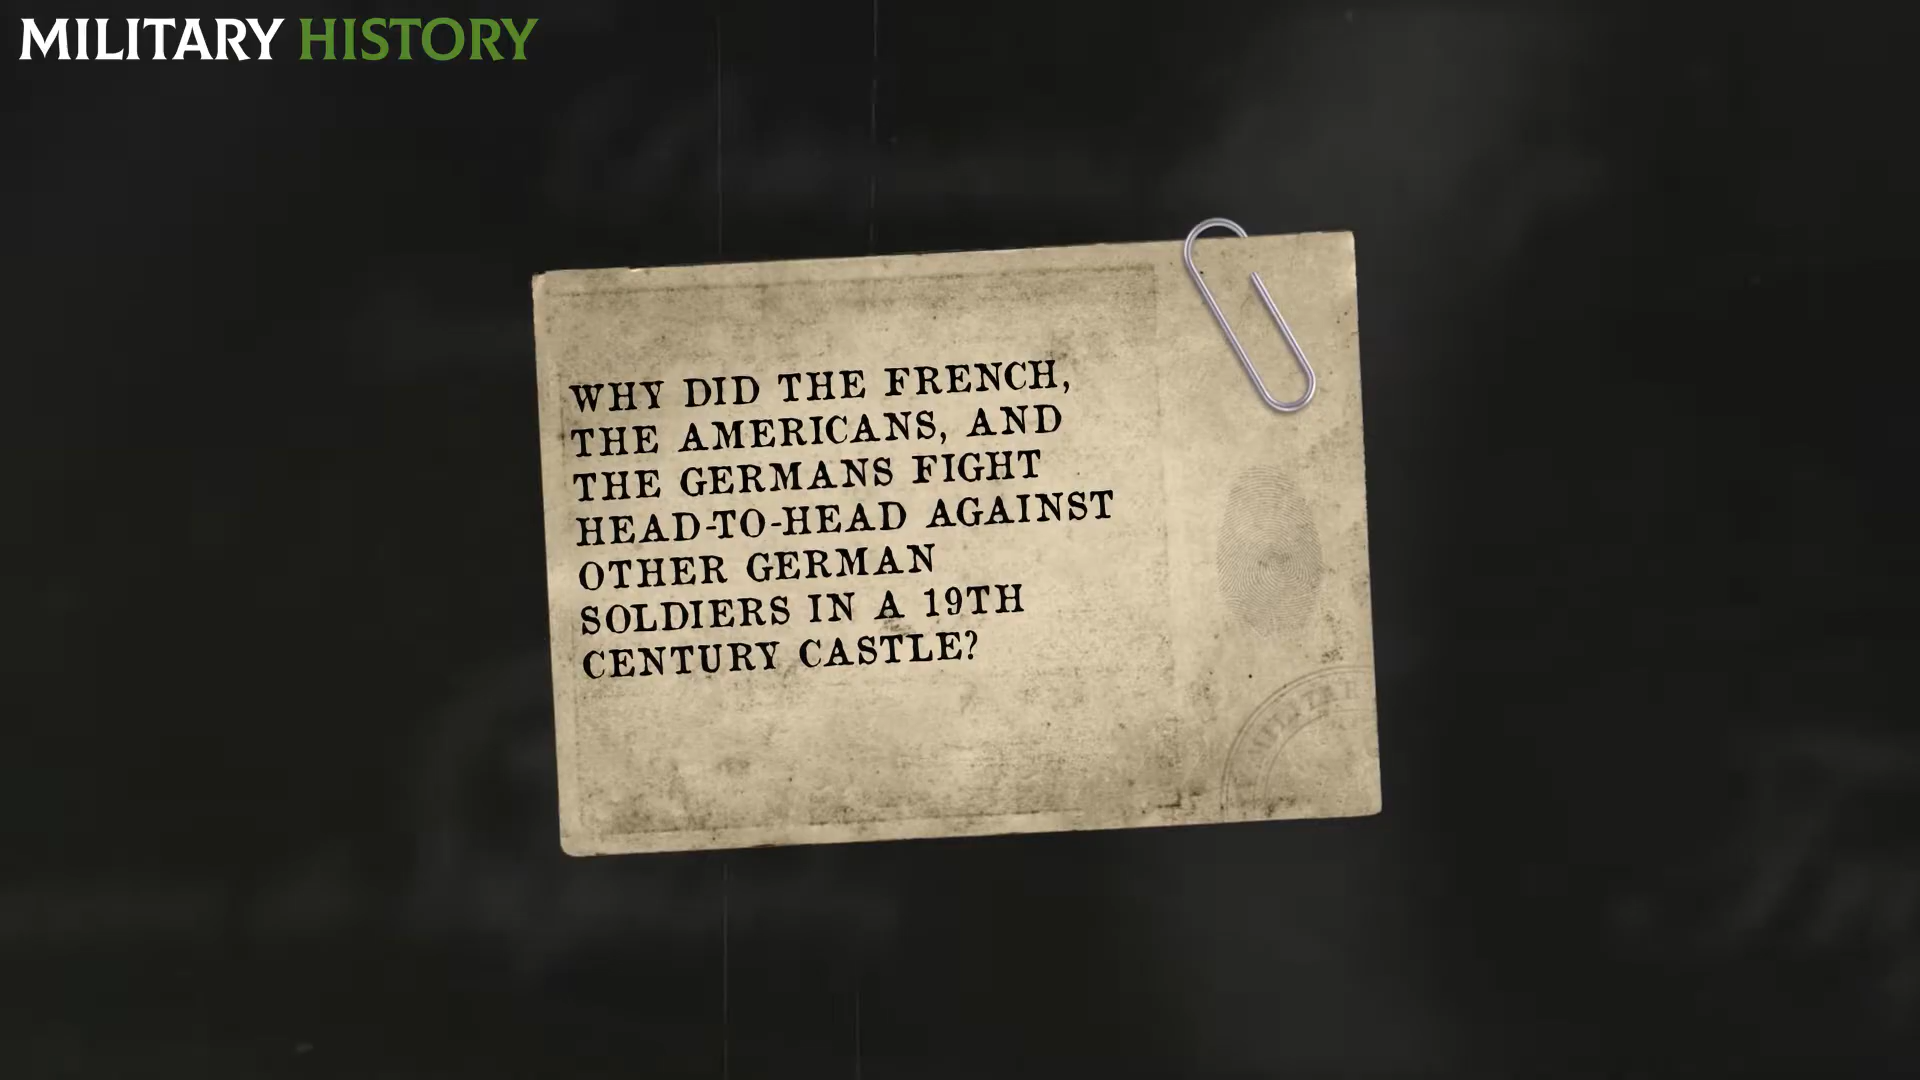 MILITARY HISTORY
WHY DID THE FRENCH,
THE AMERICANS, AND
THE GERMANS FIGHT
HEAD-TO-HEAD AGAINST
OTHER GERMAN
SOLDIERS IN A 19TH
CENTURY CASTLE?